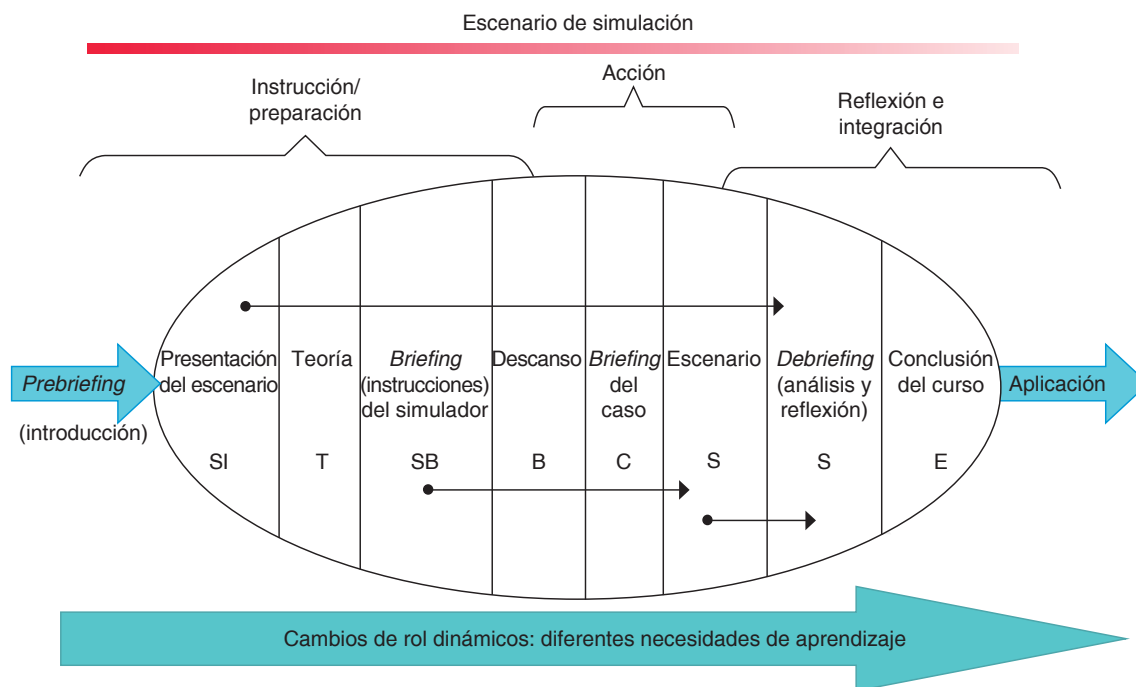 Escenario de simulación
Instrucción/
preparación
Acción
Reflexión e
integración
Prebriefing
(introducción)
Presentación
del escenario
SI
Teoría
T
Briefing
(instrucciones)
del simulador
SB
Descanso
B
Briefing
del
caso
C
Escenario
S
Debriefing
(análisis y
reflexión)
S
Conclusión
del curso
E
Aplicación
Cambios de rol dinámicos: diferentes necesidades de aprendizaje